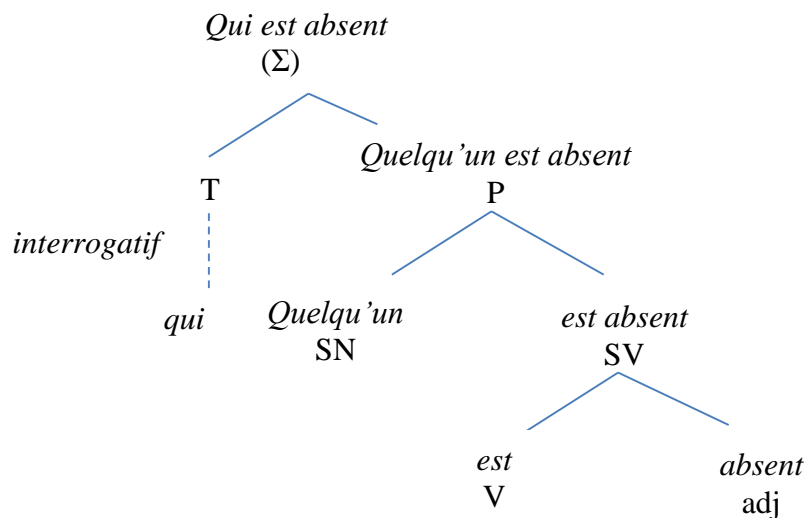 Qui est absent
(Σ)
Quelqu’un est absent
T
P
interrogatif
qui
Quelqu’un
est absent
SN
SV
est
absent
V
adj